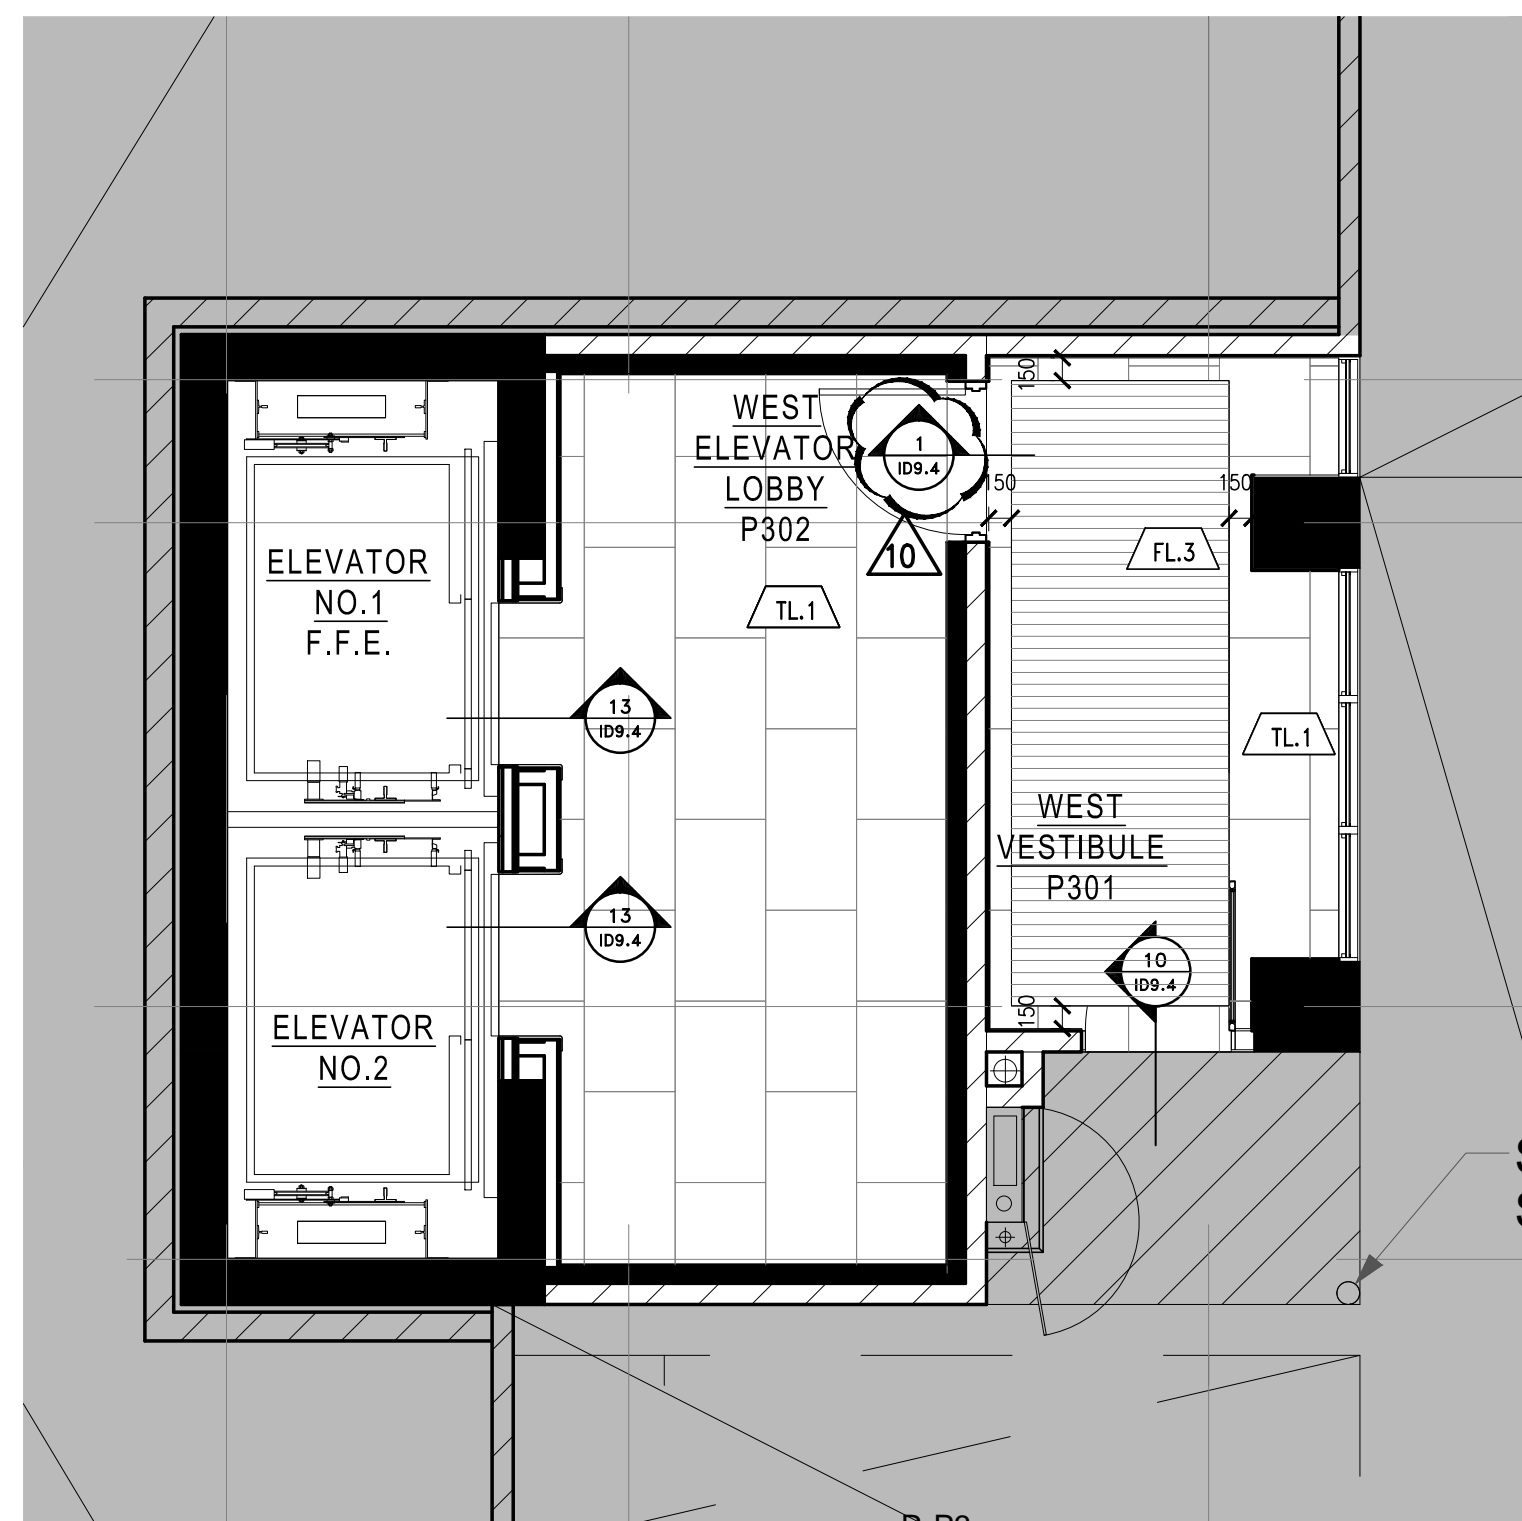 150
WEST
ELEVATOR
LOBBY
P302
1
ID9.4
150
150
10
FL.3
ELEVATOR
NO.1
F.F.E.
TL.1
13
ID9.4
TL.1
WEST
VESTIBULE
P301
13
ID9.4
10
ID9.4
150
ELEVATOR
NO.2